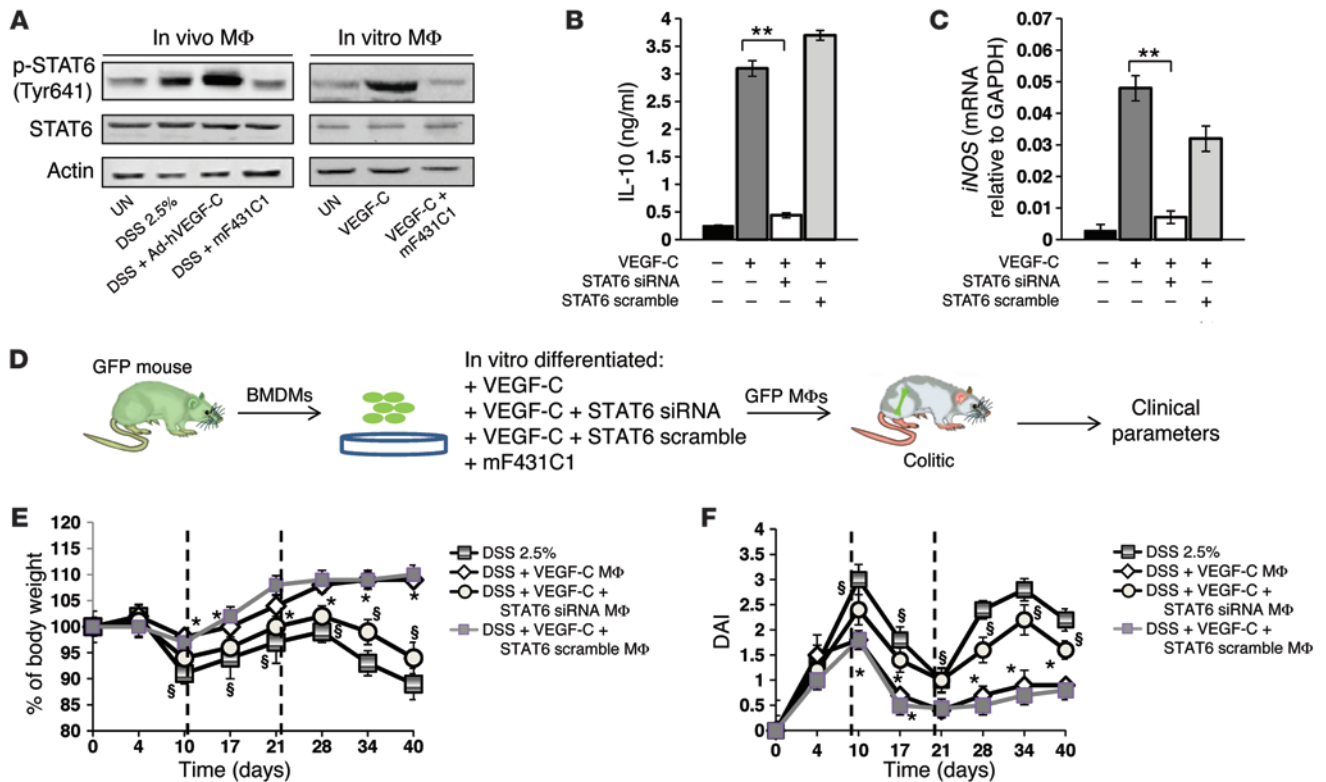 A
In vivo MΦ
In vitro MΦ
p-STAT6
(Tyr641)
STAT6
Actin
UN
DSS 2.5%
DSS + Ad-hVEGF-C
DSS + mF431C1
UN
VEGF-C
VEGF-C +
mF431C1
B
**
IL-10 (ng/ml)
4
3.5
3
2.5
2
1.5
1
0.5
0
VEGF-C – + + +
STAT6 siRNA – – + –
STAT6 scramble – – – +
C
**
iNOS (mRNA
relative to GAPDH)
0.07
0.06
0.05
0.04
0.03
0.02
0.01
0.00
VEGF-C – + + +
STAT6 siRNA – – + –
STAT6 scramble – – – +
D
GFP mouse
BMDMs
In vitro differentiated:
+ VEGF-C
+ VEGF-C + STAT6 siRNA
+ VEGF-C + STAT6 scramble
+ mF431C1
GFP MΦs
Colitic
Clinical
parameters
E
% of body weight
120
115
110
105
100
95
90
85
80
* * * * * *
§ § § § § §
0 4 10 17 21 28 34 40
Time (days)
DSS 2.5%
DSS + VEGF-C MΦ
DSS + VEGF-C +
STAT6 siRNA MΦ
DSS + VEGF-C +
STAT6 scramble MΦ
F
DAI
4
3.5
3
2.5
2
1.5
1
0.5
0
§ § § § § §
* * * * * *
0 4 10 17 21 28 34 40
Time (days)
DSS 2.5%
DSS + VEGF-C MΦ
DSS + VEGF-C +
STAT6 siRNA MΦ
DSS + VEGF-C +
STAT6 scramble MΦ